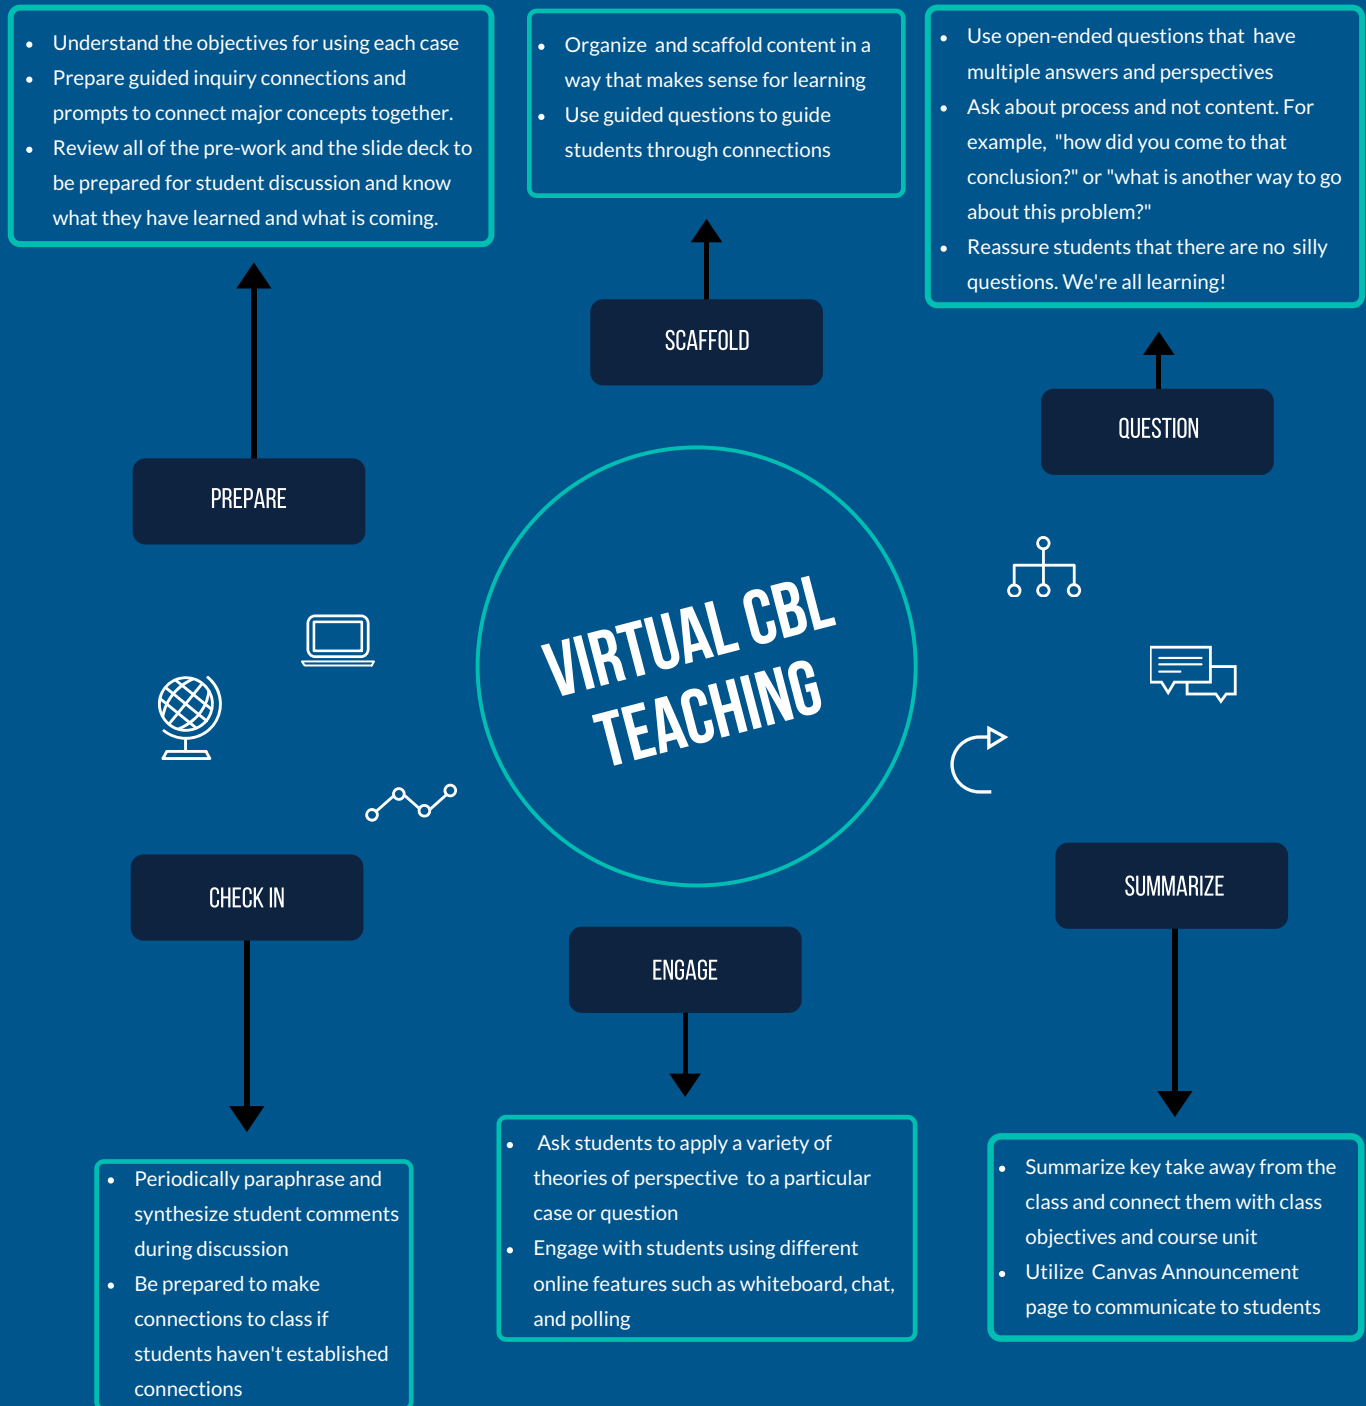 • Understand the objectives for using each case
• Prepare guided inquiry connections and
prompts to connect major concepts together.
• Review all of the pre-work and the slide deck to
be prepared for student discussion and know
what they have learned and what is coming.
• Organize and scaffold content in a
way that makes sense for learning
• Use guided questions to guide
students through connections
• Use open-ended questions that have
multiple answers and perspectives
• Ask about process and not content. For
example, "how did you come to that
conclusion?" or "what is another way to go
about this problem?"
• Reassure students that there are no silly
questions. We're all learning!
SCAFFOLD
QUESTION
PREPARE
VIRTUAL CBL
TEACHING
CHECK IN
ENGAGE
SUMMARIZE
• Periodically paraphrase and
synthesize student comments
during discussion
• Be prepared to make
connections to class if
students haven't established
connections
• Ask students to apply a variety of
theories of perspective to a particular
case or question
• Engage with students using different
online features such as whiteboard, chat,
and polling
• Summarize key take away from the
class and connect them with class
objectives and course unit
• Utilize Canvas Announcement
page to communicate to students